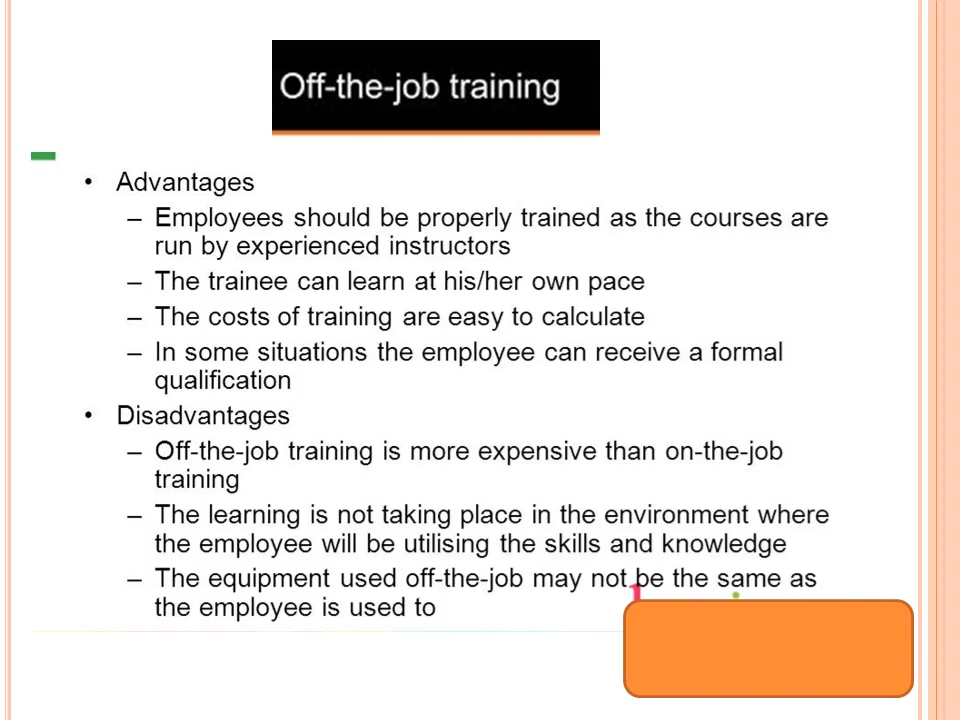 Off-the-job training
• Advantages
– Employees should be properly trained as the courses are
run by experienced instructors
– The trainee can learn at his/her own pace
– The costs of training are easy to calculate
– In some situations the employee can receive a formal
qualification
• Disadvantages
– Off-the-job training is more expensive than on-the-job
training
– The learning is not taking place in the environment where
the employee will be utilising the skills and knowledge
– The equipment used off-the-job may not be the same as
the employee is used to